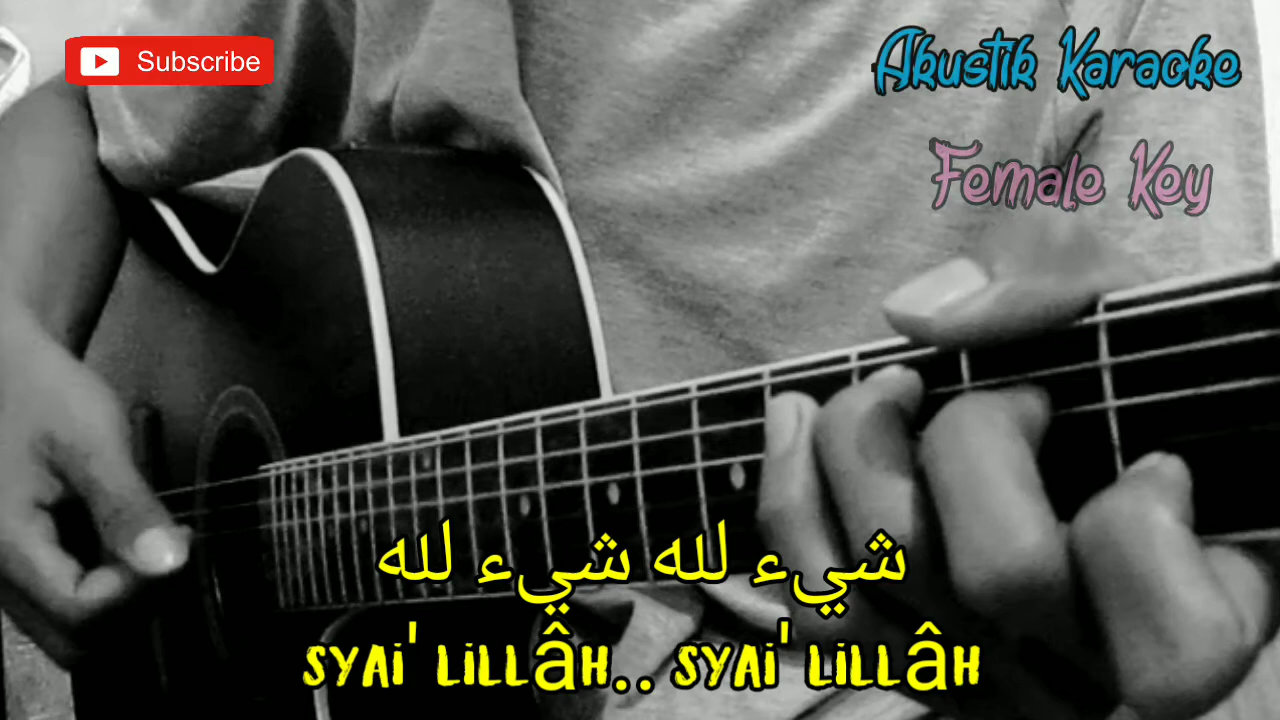 Subscribe
Akustik Karaoke
Female Key
شيء لله شيء لله
SYAi' LiLLâH.. SYAi' LiLLâH